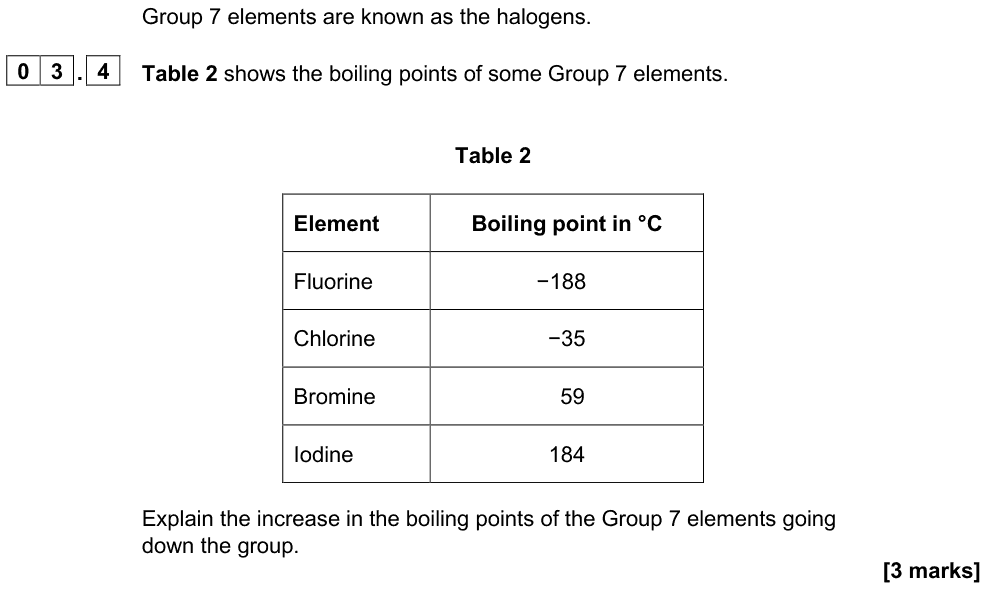 Group 7 elements are known as the halogens.
0 3 . 4 Table 2 shows the boiling points of some Group 7 elements.
Table 2
Element Boiling point in °C
Fluorine −188
Chlorine −35
Bromine 59
Iodine 184
Explain the increase in the boiling points of the Group 7 elements going
down the group.
[3 marks]